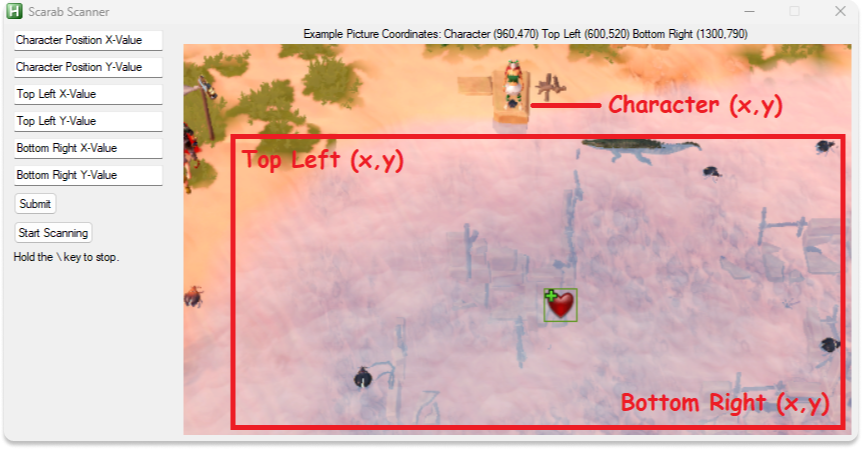 Scarab Scanner
Character Position X-Value
Character Position Y-Value
Top Left X-Value
Top Left Y-Value
Bottom Right X-Value
Bottom Right Y-Value
Submit
Start Scanning
Hold the \ key to stop.
Example Picture Coordinates: Character (960,470) Top Left (600,520) Bottom Right (1300,790)
Character (x,y)
Top Left (x,y)
Bottom Right (x,y)